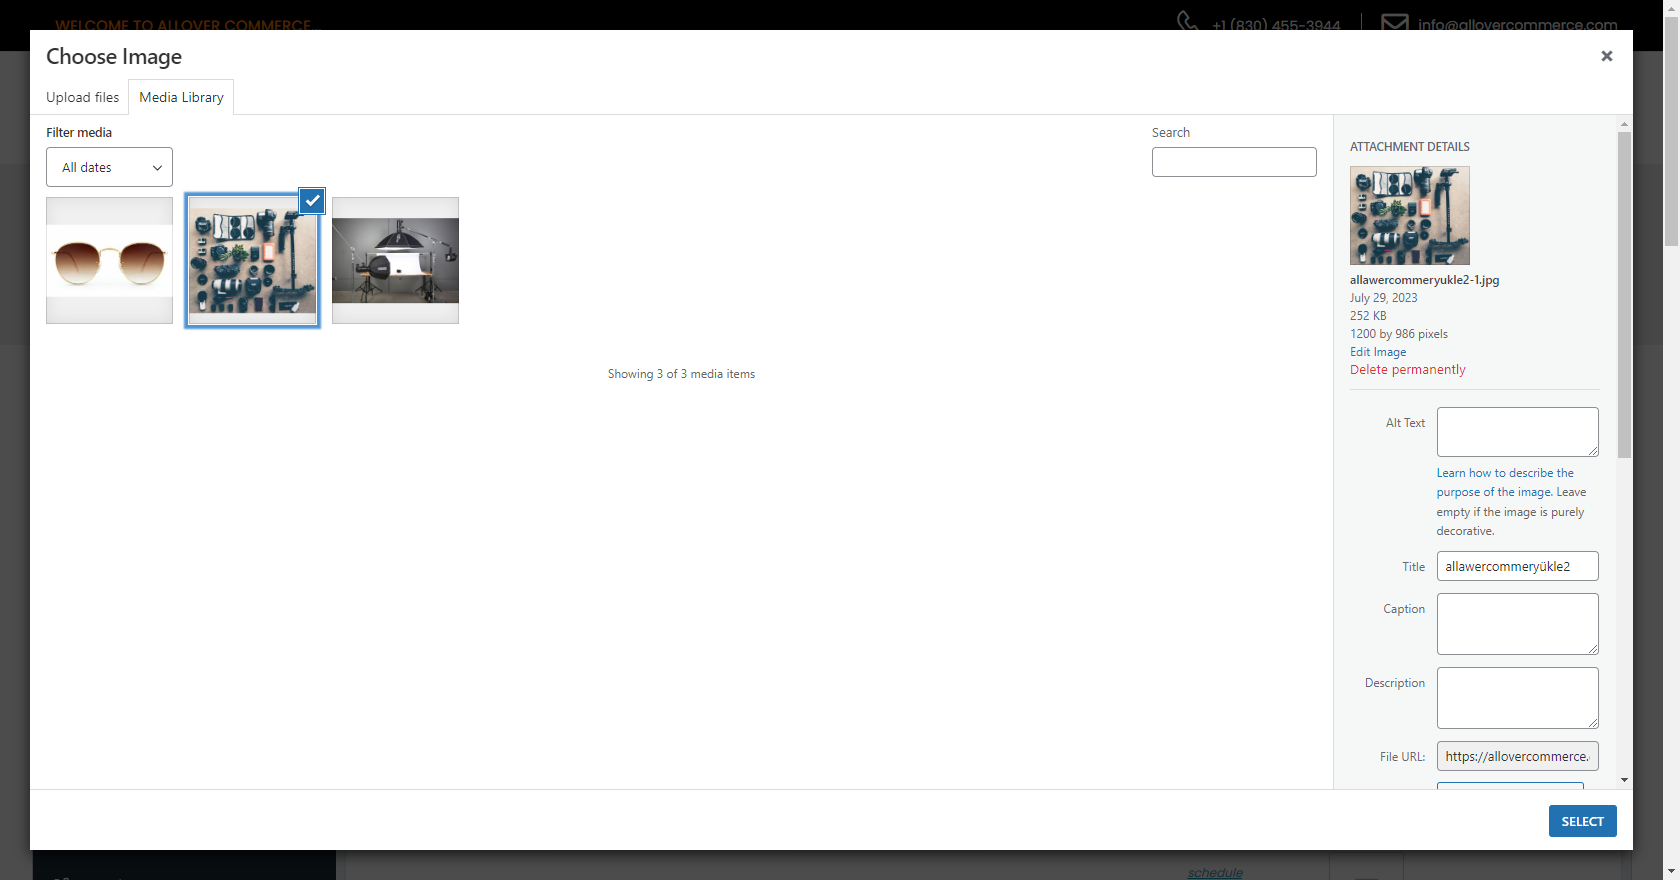 WELCOME TO ALLOVER COMMERCE...
+1 (830) 455-3944
info@allovercommerce.com
Choose Image
Upload files
Media Library
Filter media
All dates
Search
Showing 3 of 3 media items
ATTACHMENT DETAILS
allawercommeryukle2-1.jpg
July 29, 2023
252 KB
1200 by 986 pixels
Edit Image
Delete permanently
Alt Text
Learn how to describe the
purpose of the image. Leave
empty if the image is purely
decorative.
Title
allawercommeryükle2
Caption
Description
File URL:
https://allovercommerce.
SELECT
schedule